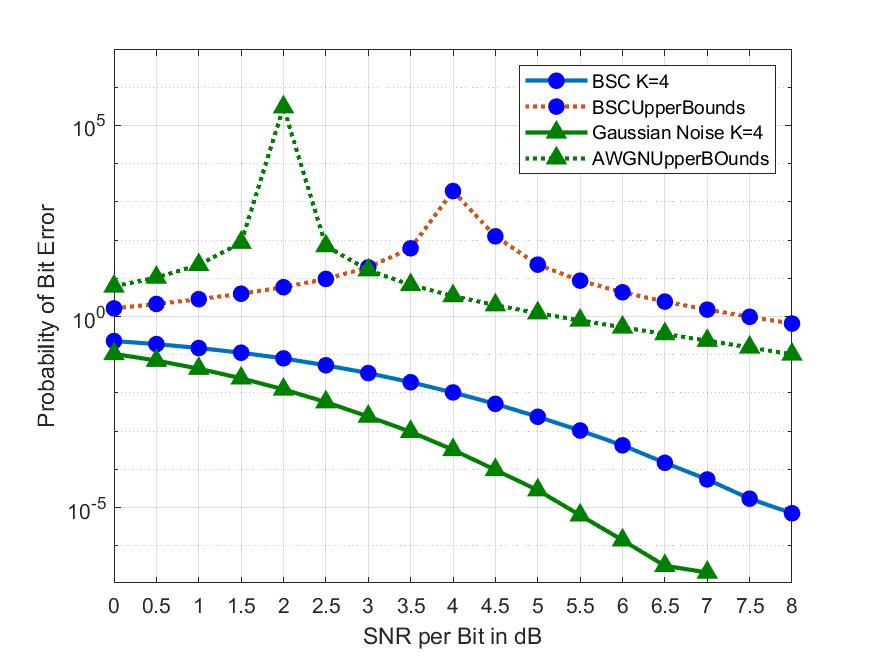 BSC K=4
BSCUpperBounds
Gaussian Noise K=4
AWGNUpperBOunds
10^5
10^0
10^-5
Probability of Bit Error
0 0.5 1 1.5 2 2.5 3 3.5 4 4.5 5 5.5 6 6.5 7 7.5 8
SNR per Bit in dB